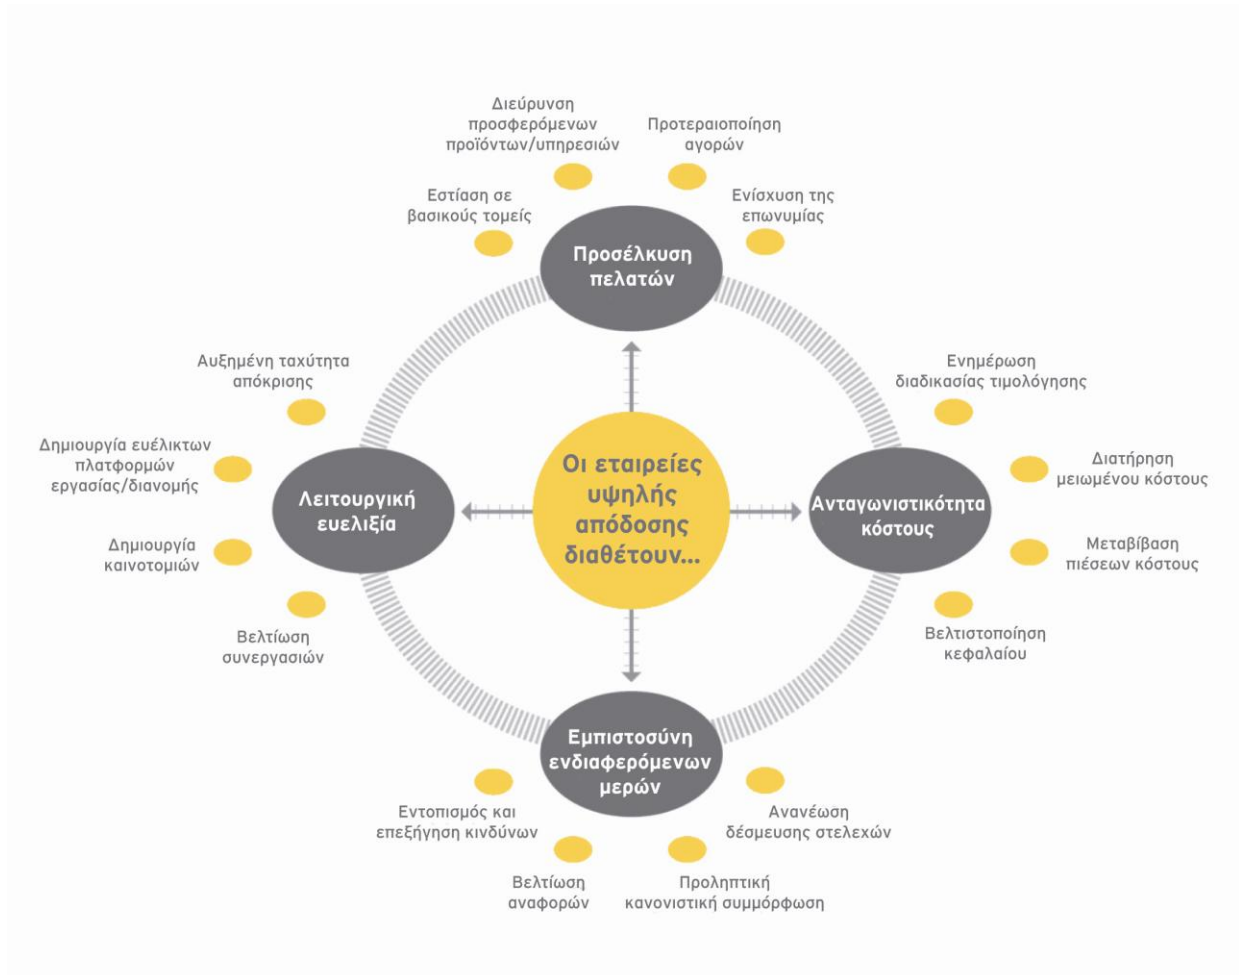 Διεύρυνση
προσφερόμενων
προϊόντων/υπηρεσιών
Προτεραιοποίηση
αγορών
Εστίαση σε
βασικούς τομείς
Ενίσχυση της
επωνυμίας
Προσέλκυση
πελατών
Αυξημένη ταχύτητα
απόκρισης
Δημιουργία ευέλικτων
πλατφορμών
εργασίας/διανομής
Λειτουργική
ευελιξία
Δημιουργία
καινοτομιών
Βελτίωση
συνεργασιών
Οι εταιρείες
υψηλής
απόδοσης
διαθέτουν...
Ενημέρωση
διαδικασίας τιμολόγησης
Διατήρηση
μειωμένου κόστους
Ανταγωνιστικότητα
κόστους
Μεταβίβαση
πιέσεων κόστους
Βελτιστοποίηση
κεφαλαίου
Εμπιστοσύνη
ενδιαφερόμενων
μερών
Εντοπισμός και
επεξήγηση κινδύνων
Βελτίωση
αναφορών
Προληπτική
κανονιστική συμμόρφωση
Ανανέωση
δέσμευσης στελεχών